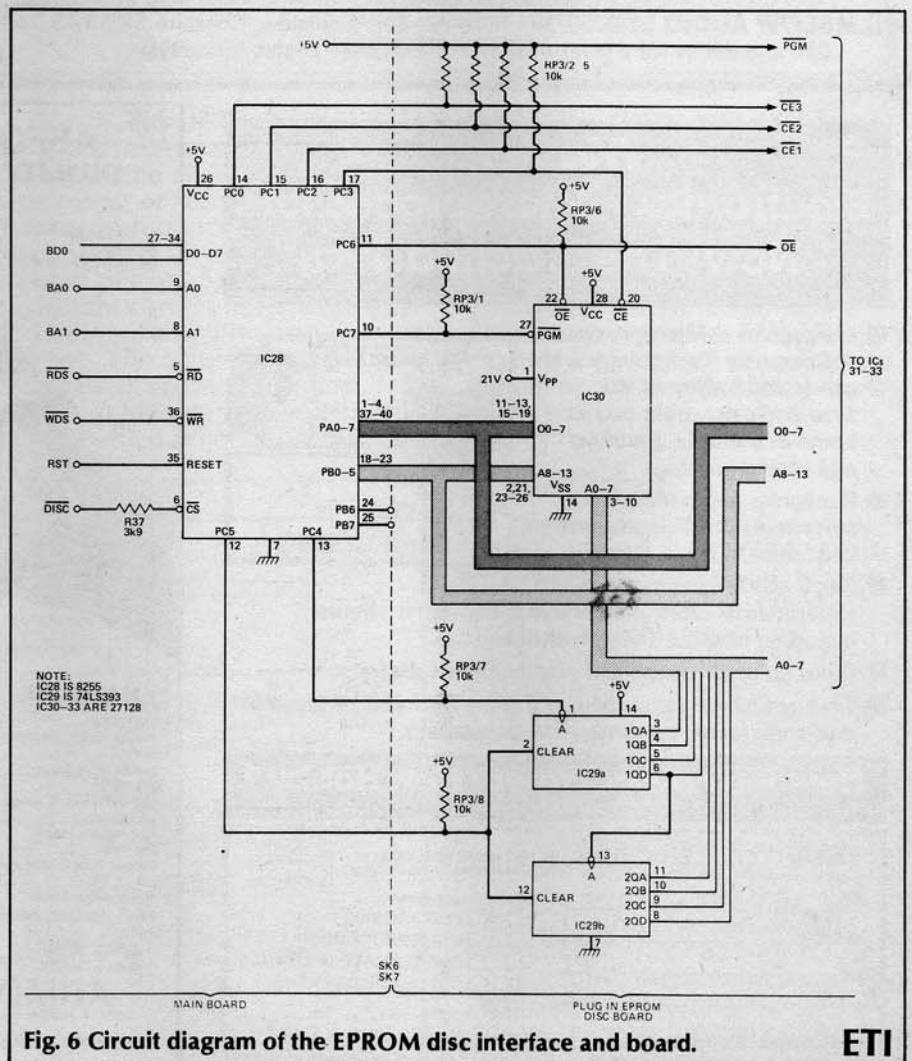 +5V
PGM
RP3/2 5
10k
CE3
CE2
CE1
+5V
26 14 15 16 17
VCC PC0 PC1 PC2 PC3
+5V
RP3/6
10k
BD0 27–34 D0–D7
PC6 11
OE
+5V
+5V
BA0 9 A0
RP3/1
10k
22 28 20
OE VCC CE
BA1 8 A1
PC7 10
27 PGM
IC28
TO ICs
31–33
RDS 5 RD
21V 1 VPP
IC30
WDS 36 WR
1–4,
37–40
PA0–7
11–13,
15–19
O0–7
O0–7
RST 35 RESET
18–23
PB0–5
A8–13
A8–13
2,21,
23–26
VSS A0–7
14 3–10
DISC 6 CS
R37
3k9
PB6 24
PB7 25
PC5 PC4
12 7 13
+5V
RP3/7
10k
A0–7
+5V
NOTE:
IC28 IS 8255
IC29 IS 74LS393
IC30–33 ARE 27128
1 14
A
2 CLEAR
1QA 3
1QB 4
1QC 5
1QD 6
IC29a
+5V
RP3/8
10k
13
A
12 CLEAR
2QA 11
2QB 10
2QC 9
2QD 8
IC29b
7
SK6
SK7
MAIN BOARD
PLUG IN EPROM
DISC BOARD
Fig. 6 Circuit diagram of the EPROM disc interface and board.
ETI